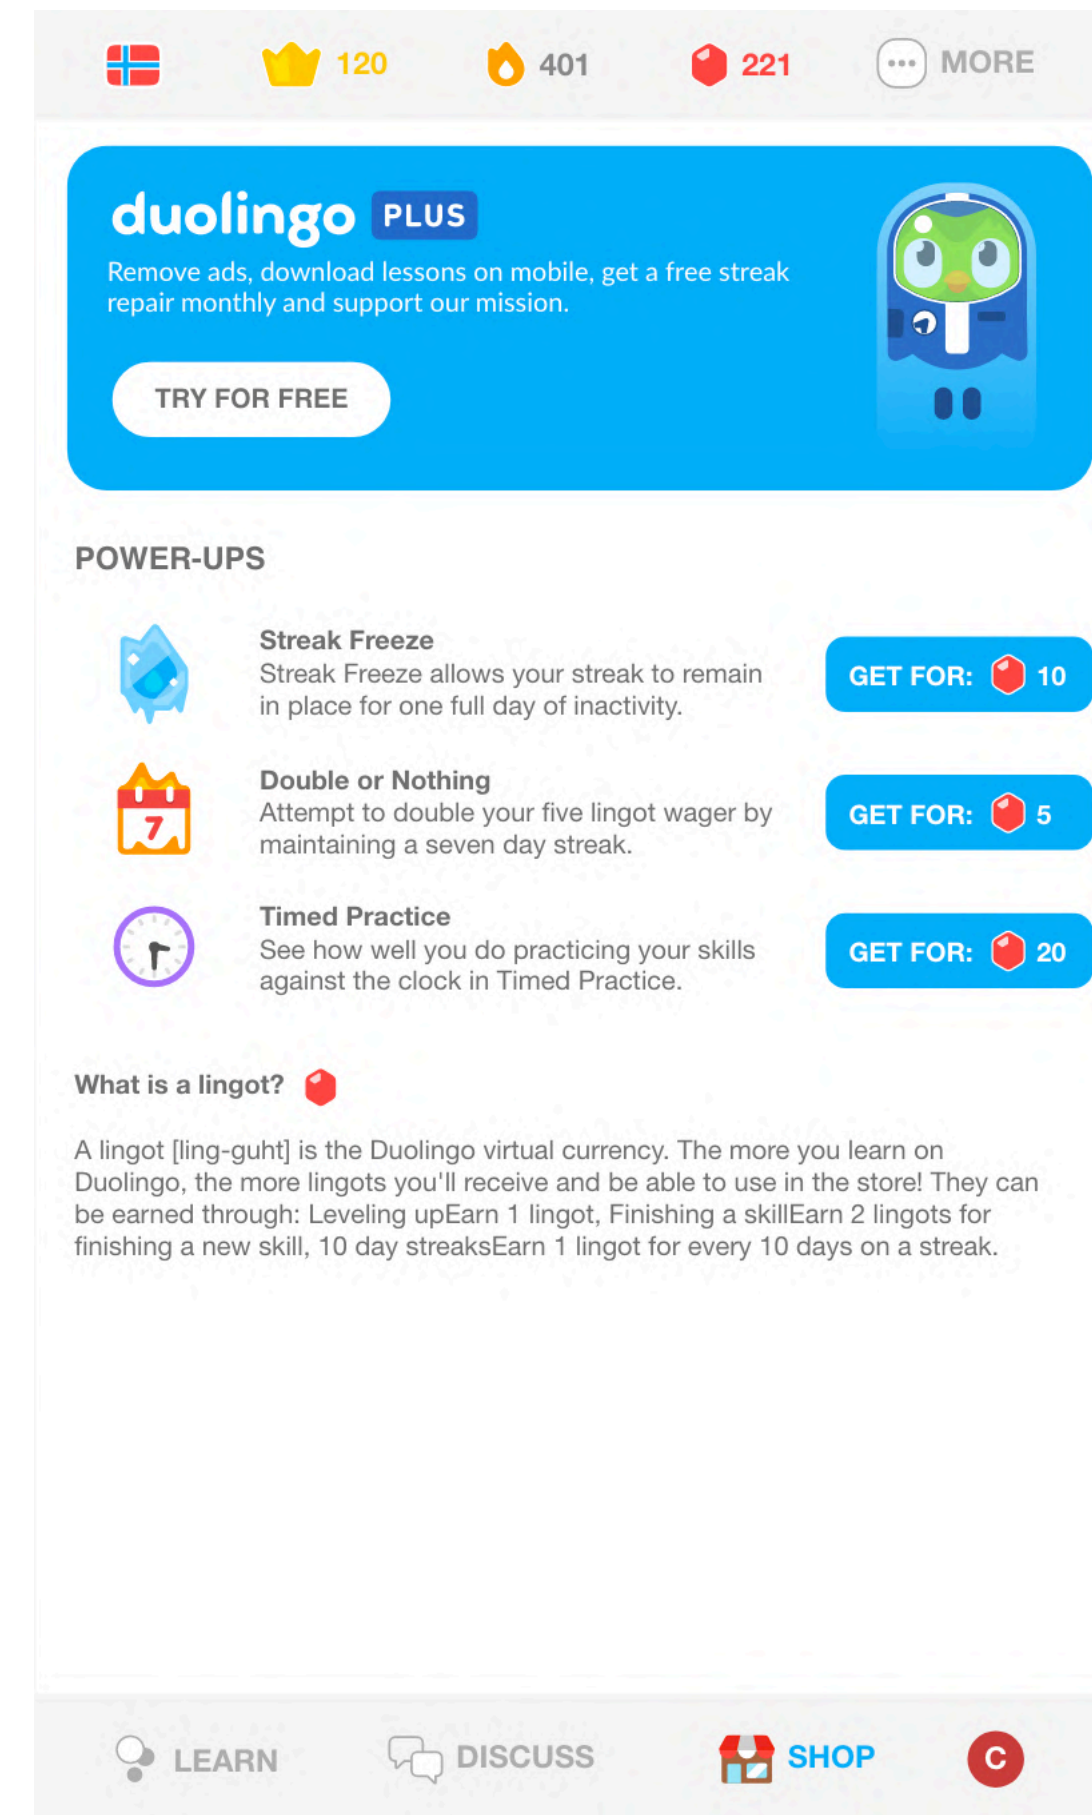 120
401
221
MORE
duolingo PLUS
Remove ads, download lessons on mobile, get a free streak
repair monthly and support our mission.
TRY FOR FREE
POWER-UPS
Streak Freeze
Streak Freeze allows your streak to remain
in place for one full day of inactivity.
GET FOR: 10
7
Double or Nothing
Attempt to double your five lingot wager by
maintaining a seven day streak.
GET FOR: 5
Timed Practice
See how well you do practicing your skills
against the clock in Timed Practice.
GET FOR: 20
What is a lingot?
A lingot [ling-guht] is the Duolingo virtual currency. The more you learn on
Duolingo, the more lingots you'll receive and be able to use in the store! They can
be earned through: Leveling upEarn 1 lingot, Finishing a skillEarn 2 lingots for
finishing a new skill, 10 day streaksEarn 1 lingot for every 10 days on a streak.
LEARN
DISCUSS
SHOP
C